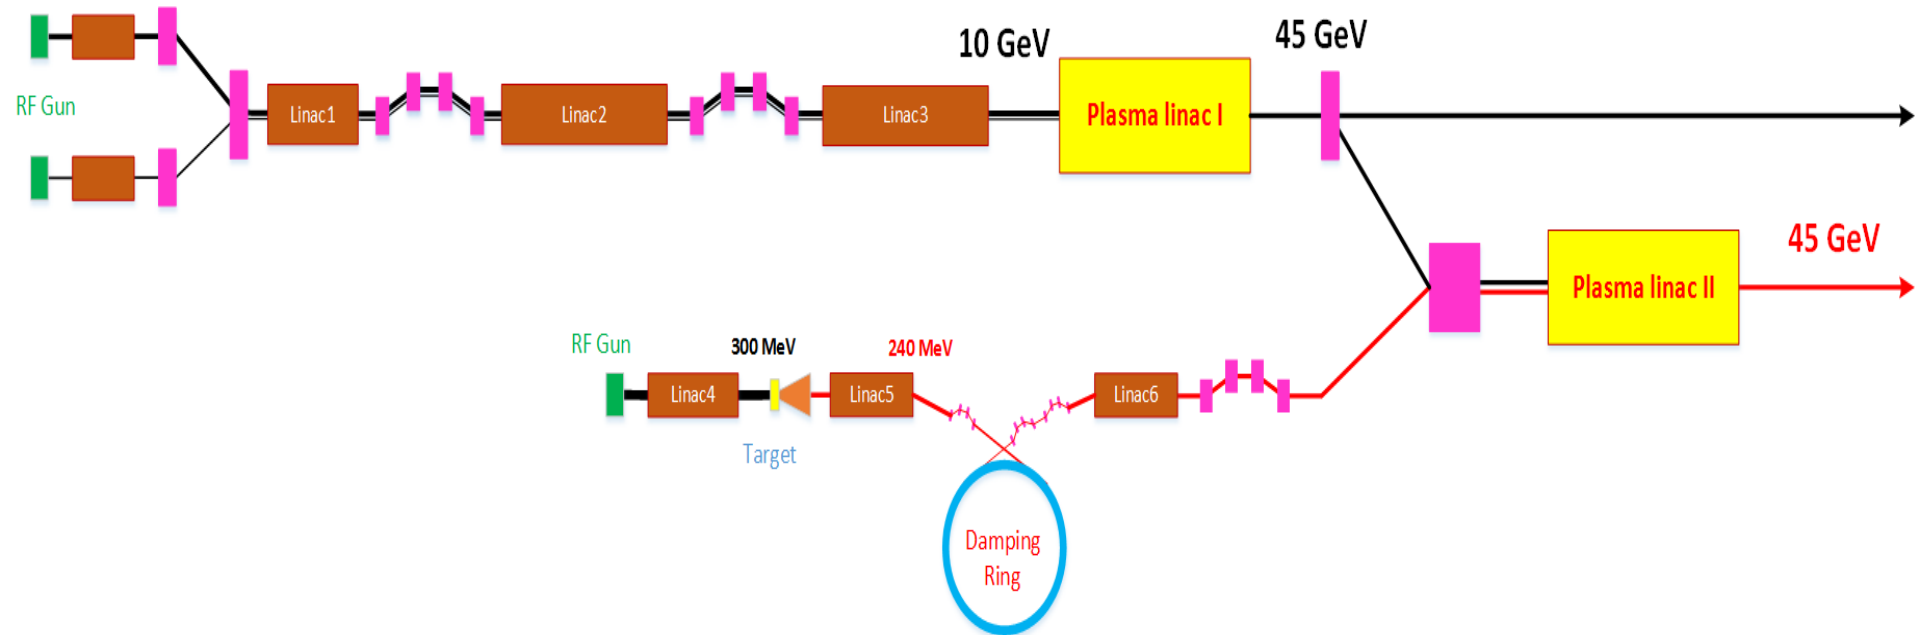 10 GeV
45 GeV
RF Gun
Linac1
Linac2
Linac3
Plasma linac I
45 GeV
Plasma linac II
RF Gun
300 MeV
240 MeV
Linac4
Linac5
Linac6
Target
Damping
Ring